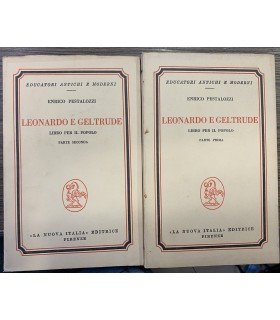 EDUCATORI ANTICHI E MODERNI
ENRICO PESTALOZZI
LEONARDO E GELTRUDE
LIBRO PER IL POPOLO
PARTE SECONDA
«LA NUOVA ITALIA» EDITRICE
FIRENZE
EDUCATORI ANTICHI E MODERNI
ENRICO PESTALOZZI
LEONARDO E GELTRUDE
LIBRO PER IL POPOLO
PARTE PRIMA
«LA NUOVA ITALIA» EDITRICE
FIRENZE